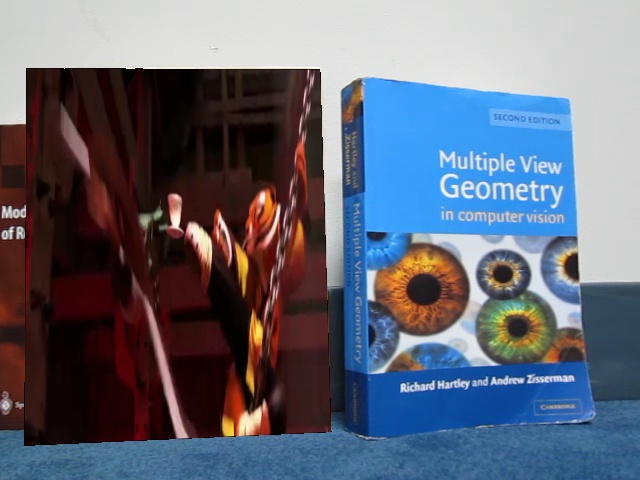 Mod
of R
Sp
Hartley and
Zisserman
Multiple View Geometry
SECOND EDITION
Multiple View
Geometry
in computer vision
Richard Hartley and Andrew Zisserman
CAMBRIDGE